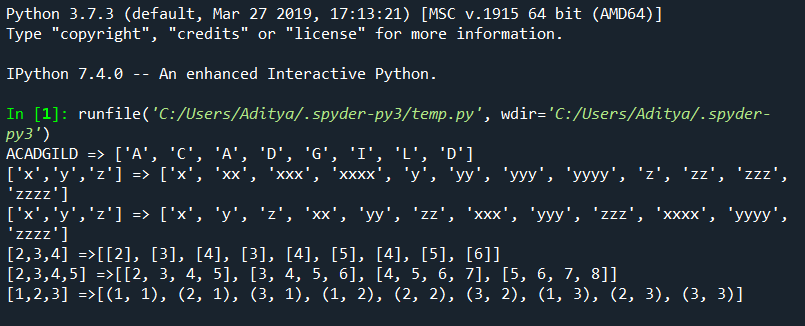 Python 3.7.3 (default, Mar 27 2019, 17:13:21) [MSC v.1915 64 bit (AMD64)]
Type "copyright", "credits" or "license" for more information.
IPython 7.4.0 -- An enhanced Interactive Python.
In [1]: runfile('C:/Users/Aditya/.spyder-py3/temp.py', wdir='C:/Users/Aditya/.spyder-
py3')
ACADGILD => ['A', 'C', 'A', 'D', 'G', 'I', 'L', 'D']
['x','y','z'] => ['x', 'xx', 'xxx', 'xxxx', 'y', 'yy', 'yyy', 'yyyy', 'z', 'zz', 'zzz',
'zzzz']
['x','y','z'] => ['x', 'y', 'z', 'xx', 'yy', 'zz', 'xxx', 'yyy', 'zzz', 'xxxx', 'yyyy',
'zzzz']
[2,3,4] =>[[2], [3], [4], [3], [4], [5], [4], [5], [6]]
[2,3,4,5] =>[[2, 3, 4, 5], [3, 4, 5, 6], [4, 5, 6, 7], [5, 6, 7, 8]]
[1,2,3] =>[(1, 1), (2, 1), (3, 1), (1, 2), (2, 2), (3, 2), (1, 3), (2, 3), (3, 3)]